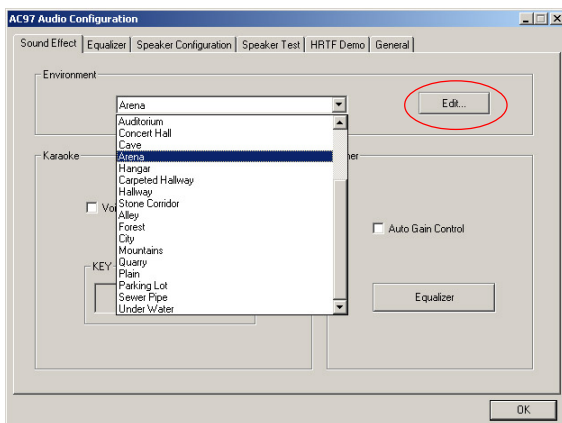 AC97 Audio Configuration
Sound Effect Equalizer Speaker Configuration Speaker Test HRTF Demo General
Environment
Arena
Edit...
Auditorium
Concert Hall
Cave
Arena
Hangar
Carpeted Hallway
Hallway
Stone Corridor
Alley
Forest
City
Mountains
Quarry
Plain
Parking Lot
Sewer Pipe
Under Water
Karaoke
KEY
Auto Gain Control
Equalizer
OK